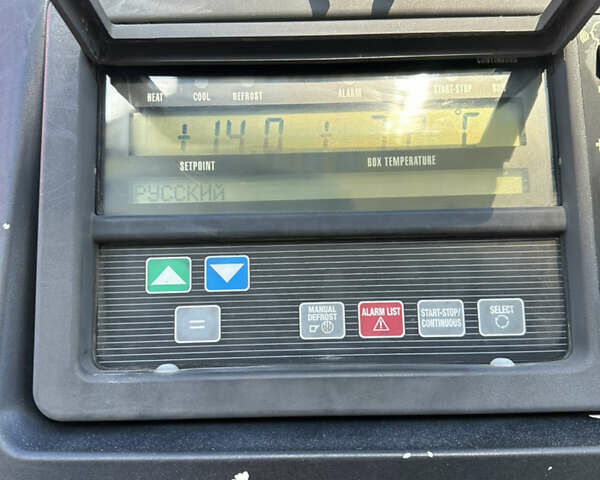 CONTINUOUS
HEAT COOL DEFROST ALARM START-STOP
+14.0 + °C
SETPOINT BOX TEMPERATURE
РУССКИЙ
MANUAL DEFROST
ALARM LIST
START-STOP/ CONTINUOUS
SELECT
=